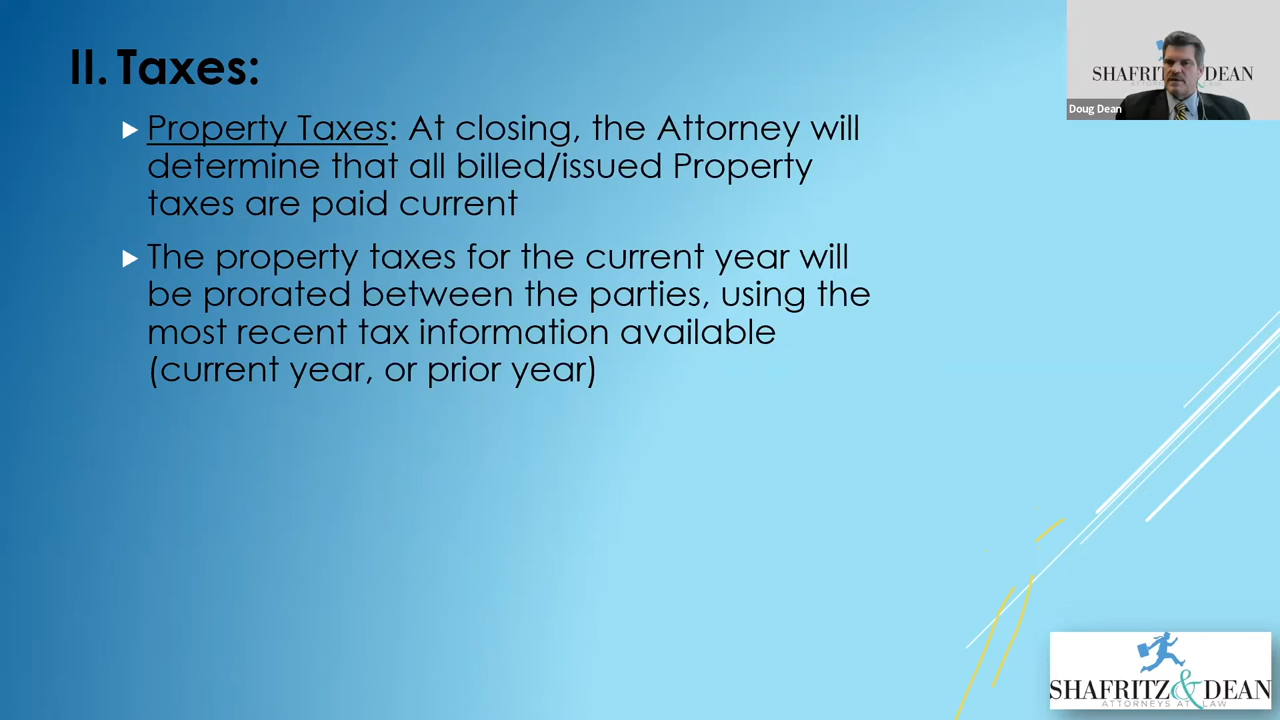 II. Taxes:
Property Taxes: At closing, the Attorney will
determine that all billed/issued Property
taxes are paid current
The property taxes for the current year will
be prorated between the parties, using the
most recent tax information available
(current year, or prior year)
SHAFRITZ&DEAN
Doug Dean
SHAFRITZ&DEAN
ATTORNEYS AT LAW